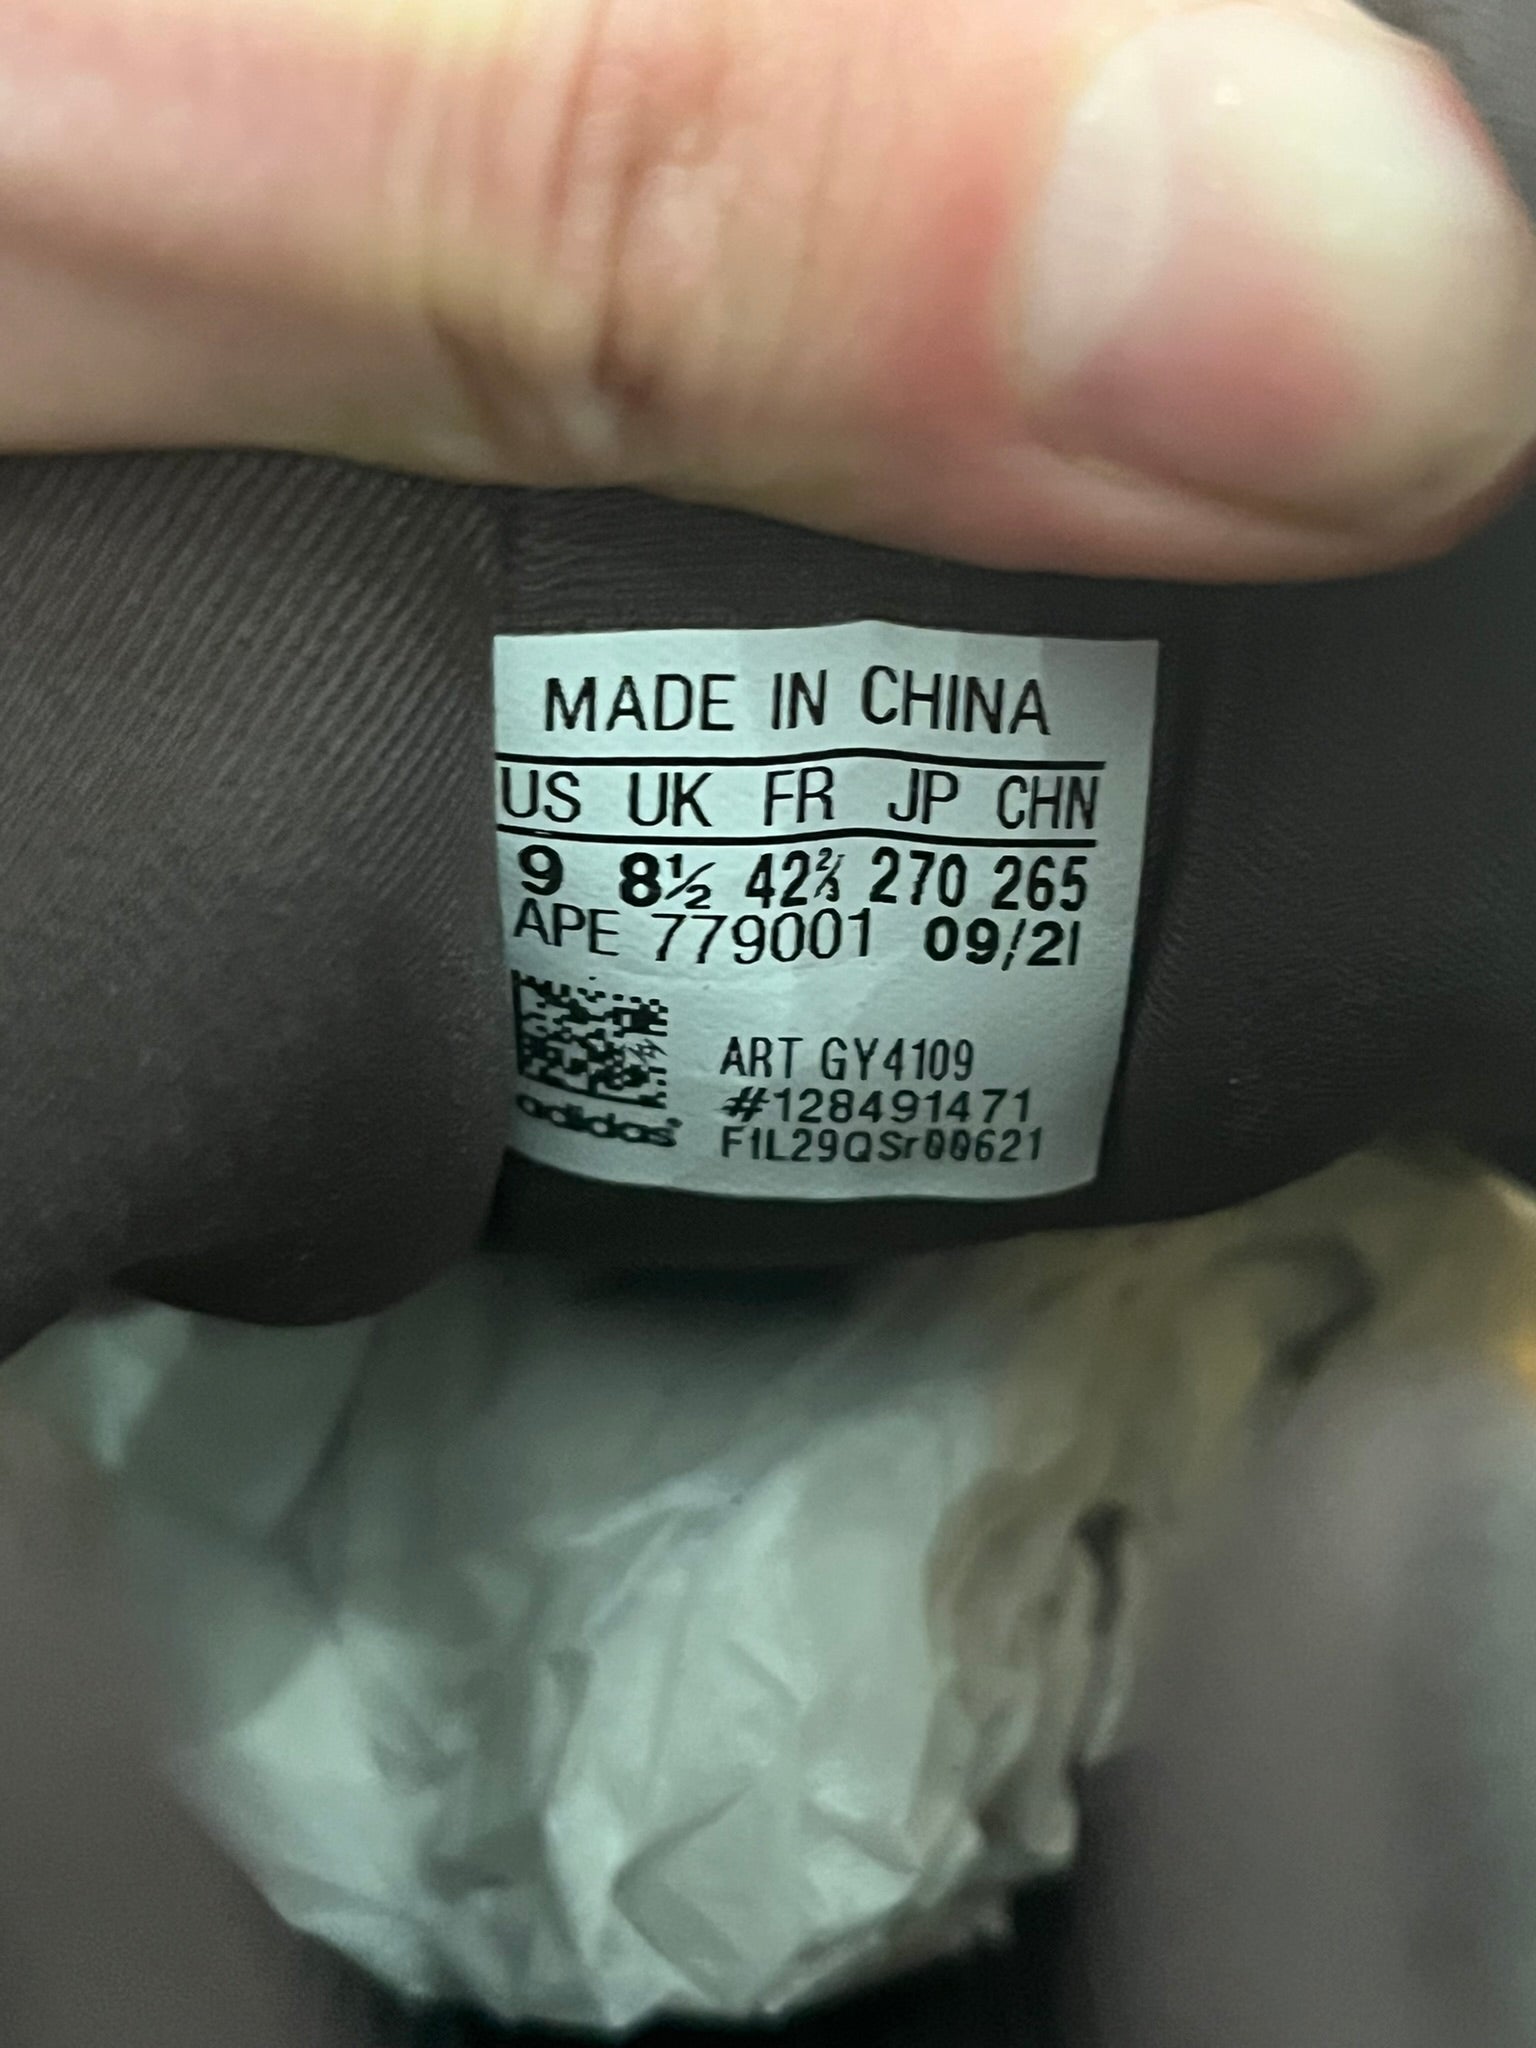 MADE IN CHINA
US UK FR JP CHN
9 8½ 42⅔ 270 265
APE 779001 09/21
ART GY4109
#128491471
adidas
F1L29QSr00621